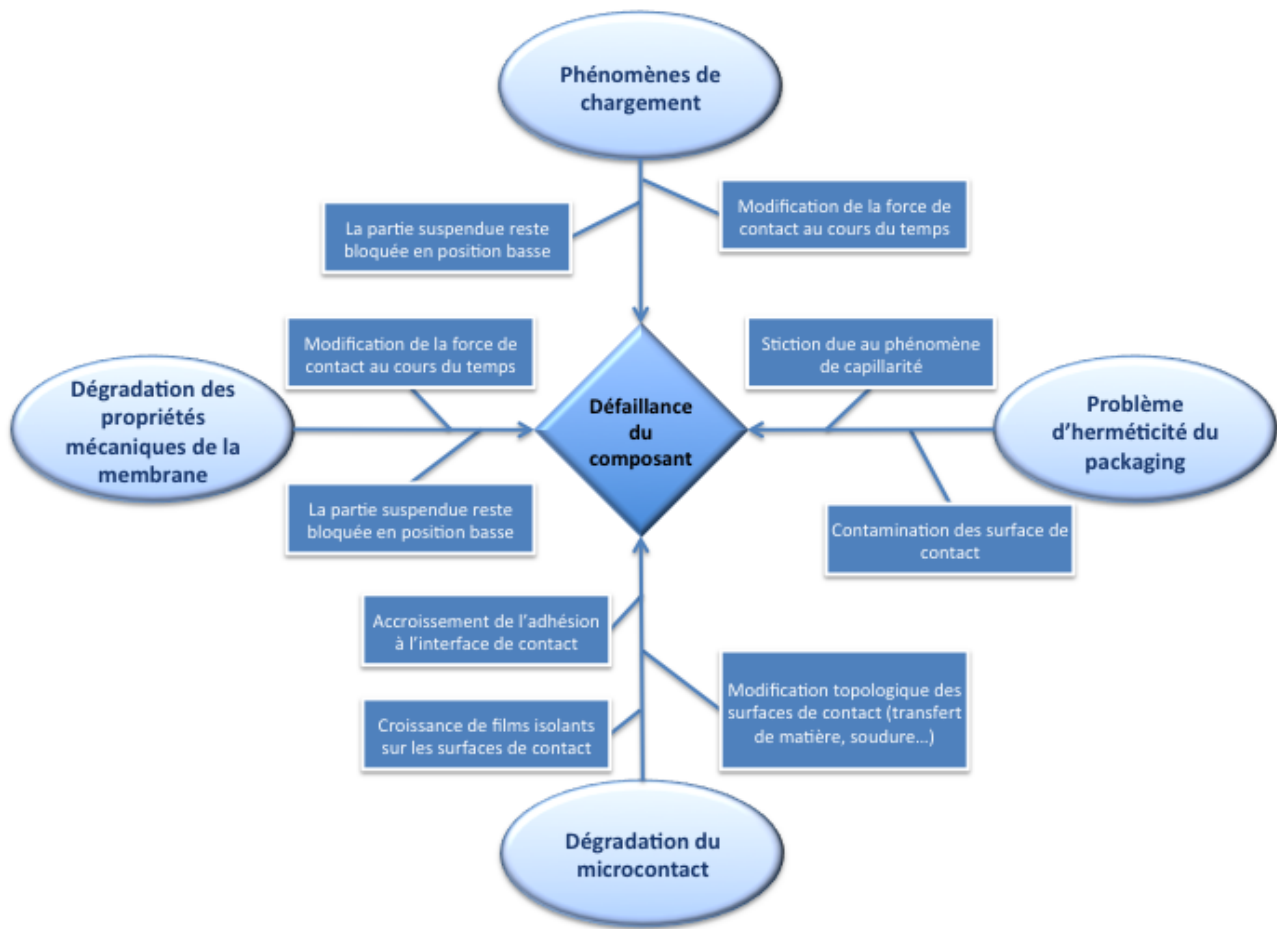 Phénomènes de
chargement
La partie suspendue reste
bloquée en position basse
Modification de la force de
contact au cours du temps
Modification de la force de
contact au cours du temps
Stiction due au phénomène
de capillarité
Dégradation des
propriétés
mécaniques de la
membrane
Défaillance
du
composant
Problème
d’herméticité du
packaging
La partie suspendue reste
bloquée en position basse
Contamination des surface de
contact
Accroissement de l’adhésion
à l’interface de contact
Modification topologique des
surfaces de contact (transfert
de matière, soudure…)
Croissance de films isolants
sur les surfaces de contact
Dégradation du
microcontact